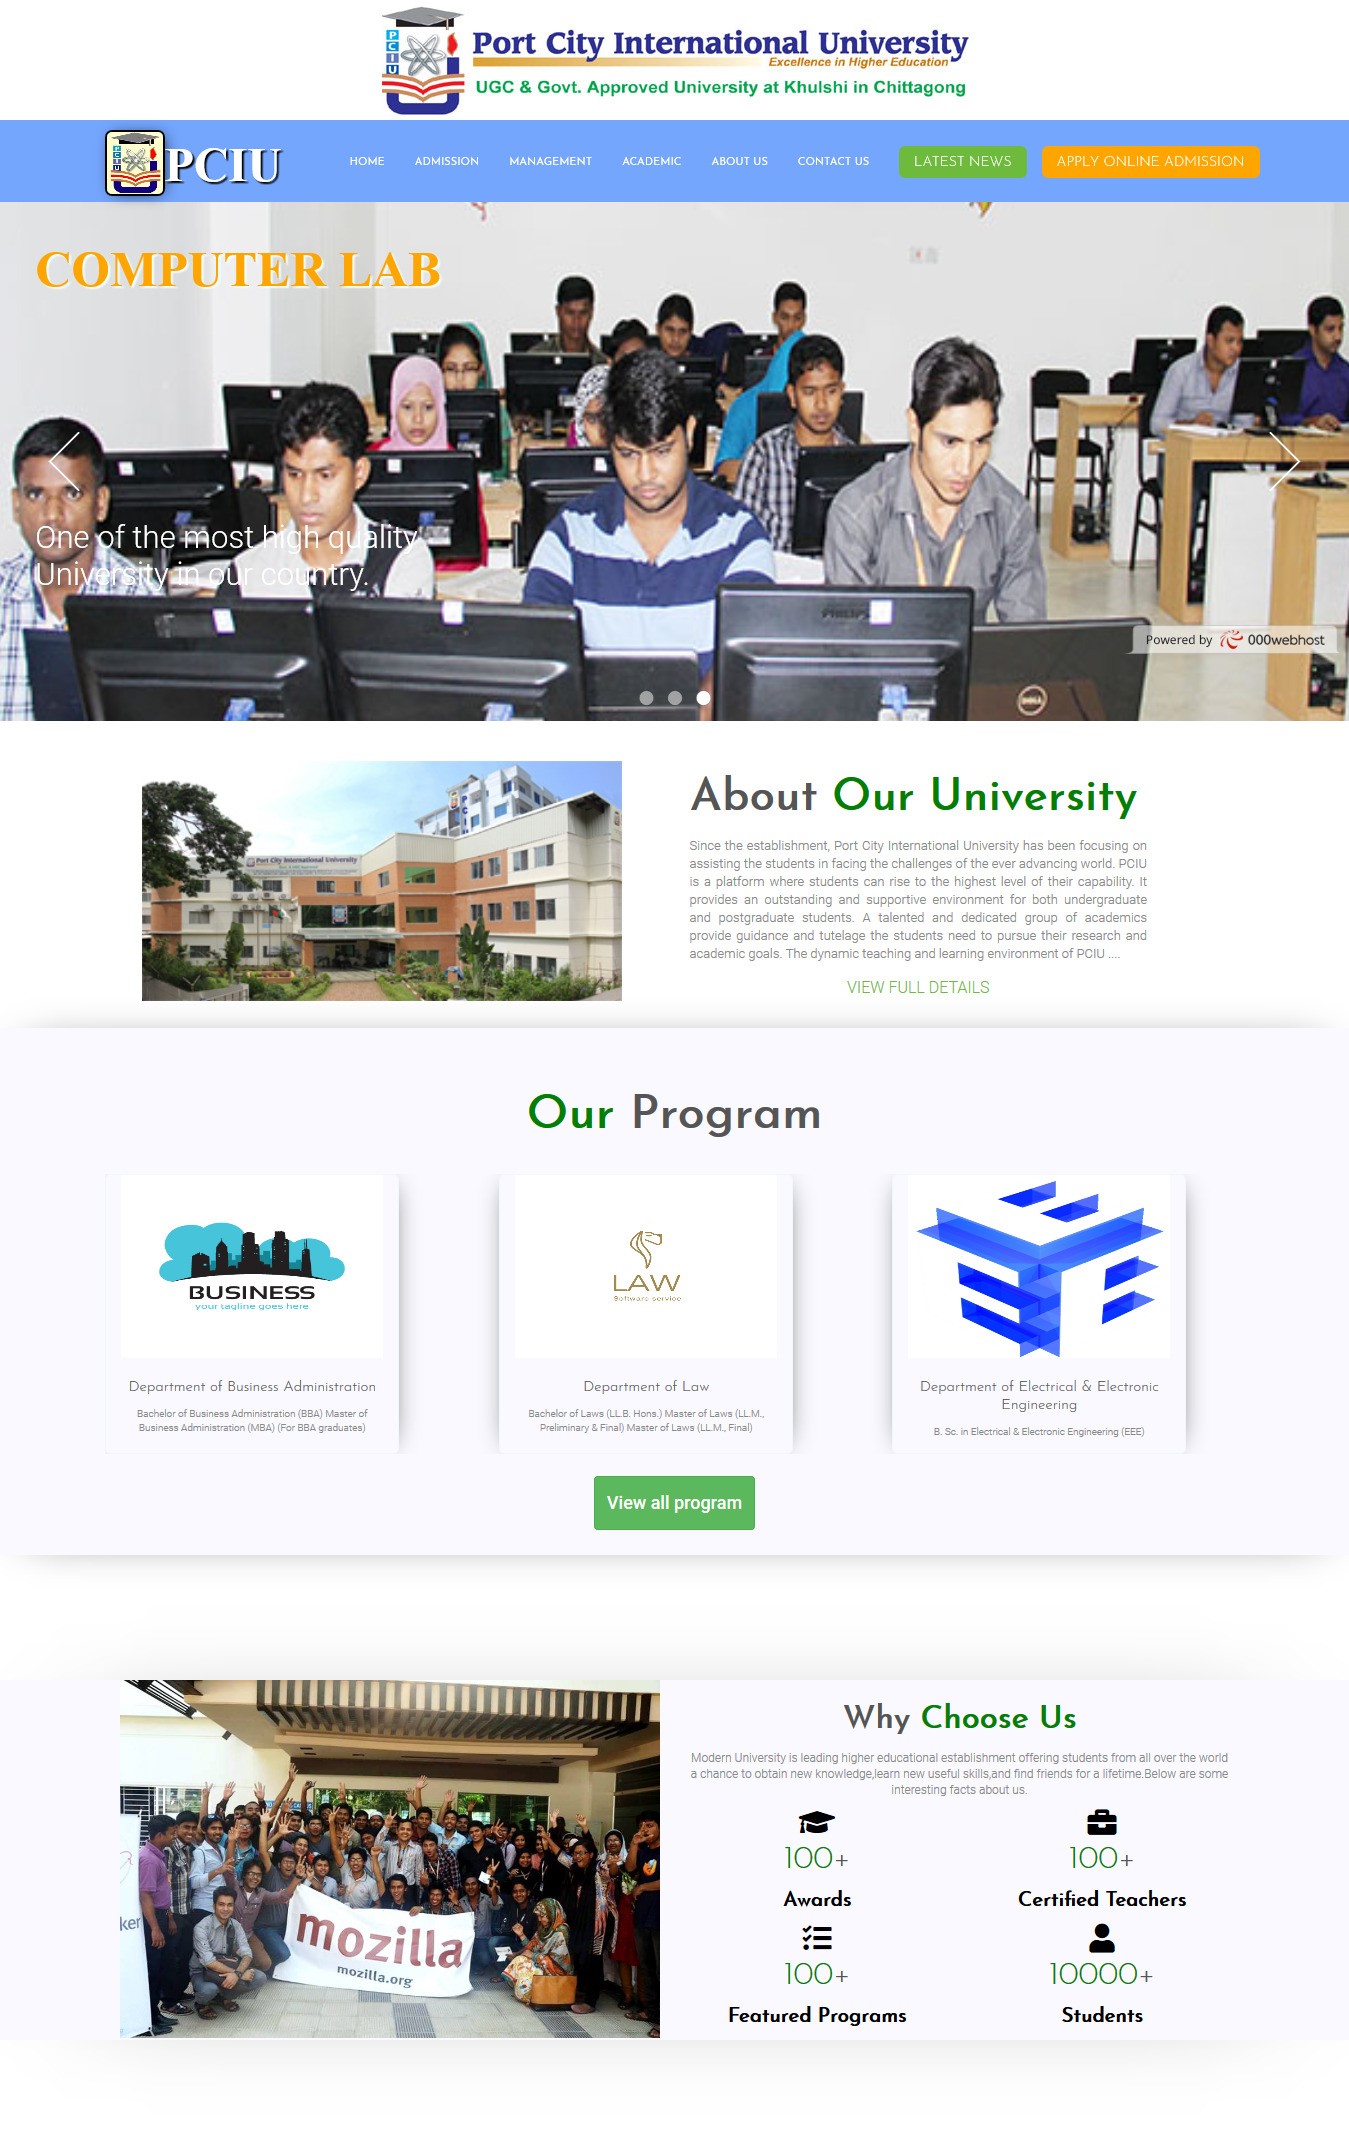 PCIU
Port City International University
Excellence in Higher Education
UGC & Govt. Approved University at Khulshi in Chittagong
PCIU
HOME
ADMISSION
MANAGEMENT
ACADEMIC
ABOUT US
CONTACT US
LATEST NEWS
APPLY ONLINE ADMISSION
COMPUTER LAB
One of the most high quality
University in our country.
PHILIPS
DELL
Powered by 000webhost
Port City International University
About Our University
Since the establishment, Port City International University has been focusing on
assisting the students in facing the challenges of the ever advancing world. PCIU
is a platform where students can rise to the highest level of their capability. It
provides an outstanding and supportive environment for both undergraduate
and postgraduate students. A talented and dedicated group of academics
provide guidance and tutelage the students need to pursue their research and
academic goals. The dynamic teaching and learning environment of PCIU ....
VIEW FULL DETAILS
Our Program
BUSINESS
your tagline goes here
LAW
Software service
Department of Business Administration
Bachelor of Business Administration (BBA) Master of
Business Administration (MBA) (For BBA graduates)
Department of Law
Bachelor of Laws (LL.B. Hons.) Master of Laws (LL.M.,
Preliminary & Final) Master of Laws (LL.M., Final)
Department of Electrical & Electronic
Engineering
B. Sc. in Electrical & Electronic Engineering (EEE)
View all program
ker
mozilla
mozilla.org
Why Choose Us
Modern University is leading higher educational establishment offering students from all over the world
a chance to obtain new knowledge,learn new useful skills,and find friends for a lifetime.Below are some
interesting facts about us.
100+
Awards
100+
Certified Teachers
100+
Featured Programs
10000+
Students